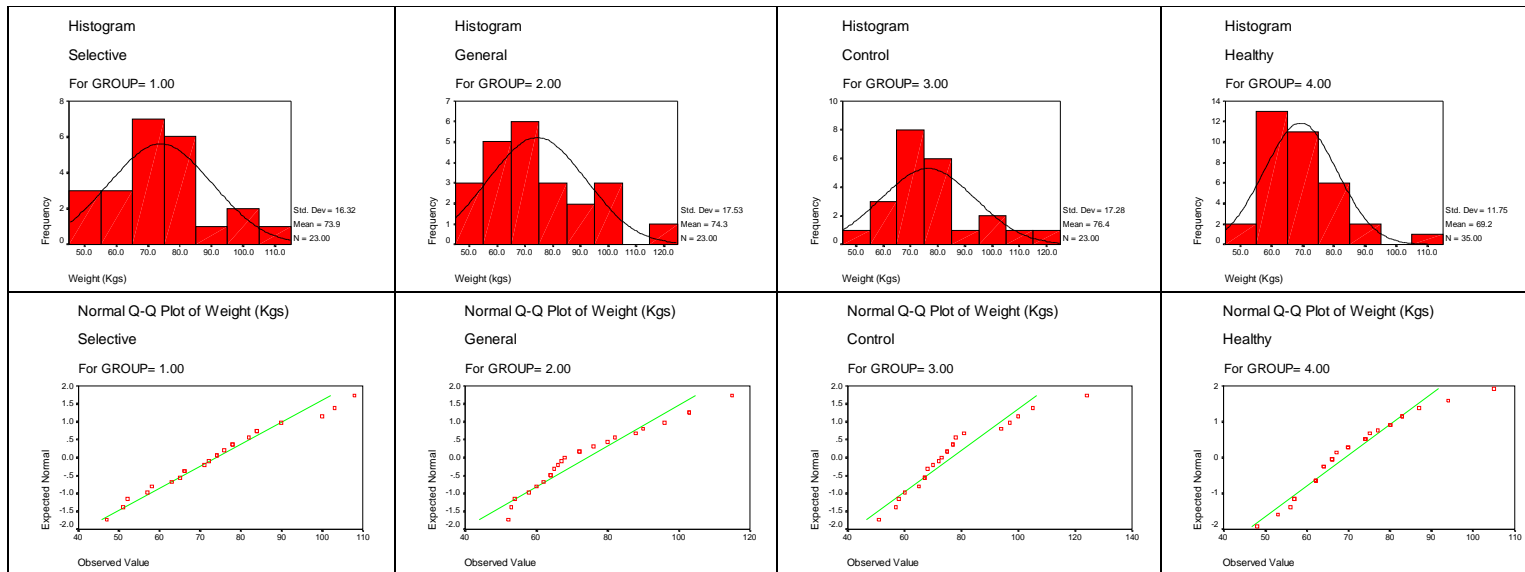 Histogram
Selective
For GROUP= 1.00
8
6
4
2
0
Frequency
50.0 60.0 70.0 80.0 90.0 100.0 110.0
Std. Dev = 16.32
Mean = 73.9
N = 23.00
Weight (Kgs)
Histogram
General
For GROUP= 2.00
7
6
5
4
3
2
1
0
Frequency
50.0 60.0 70.0 80.0 90.0 100.0 110.0 120.0
Std. Dev = 17.53
Mean = 74.3
N = 23.00
Weight (kgs)
Histogram
Control
For GROUP= 3.00
10
8
6
4
2
0
Frequency
50.0 60.0 70.0 80.0 90.0 100.0 110.0 120.0
Std. Dev = 17.28
Mean = 76.4
N = 23.00
Weight (Kgs)
Histogram
Healthy
For GROUP= 4.00
14
12
10
8
6
4
2
0
Frequency
50.0 60.0 70.0 80.0 90.0 100.0 110.0
Std. Dev = 11.75
Mean = 69.2
N = 35.00
Weight (Kgs)
Normal Q-Q Plot of Weight (Kgs)
Selective
For GROUP= 1.00
2.0
1.5
1.0
.5
0.0
-.5
-1.0
-1.5
-2.0
Expected Normal
40 50 60 70 80 90 100 110
Observed Value
Normal Q-Q Plot of Weight (Kgs)
General
For GROUP= 2.00
2.0
1.5
1.0
.5
0.0
-.5
-1.0
-1.5
-2.0
Expected Normal
40 60 80 100 120
Observed Value
Normal Q-Q Plot of Weight (Kgs)
Control
For GROUP= 3.00
2.0
1.5
1.0
.5
0.0
-.5
-1.0
-1.5
-2.0
Expected Normal
40 60 80 100 120 140
Observed Value
Normal Q-Q Plot of Weight (Kgs)
Healthy
For GROUP= 4.00
2
1
0
-1
-2
Expected Normal
40 50 60 70 80 90 100 110
Observed Value